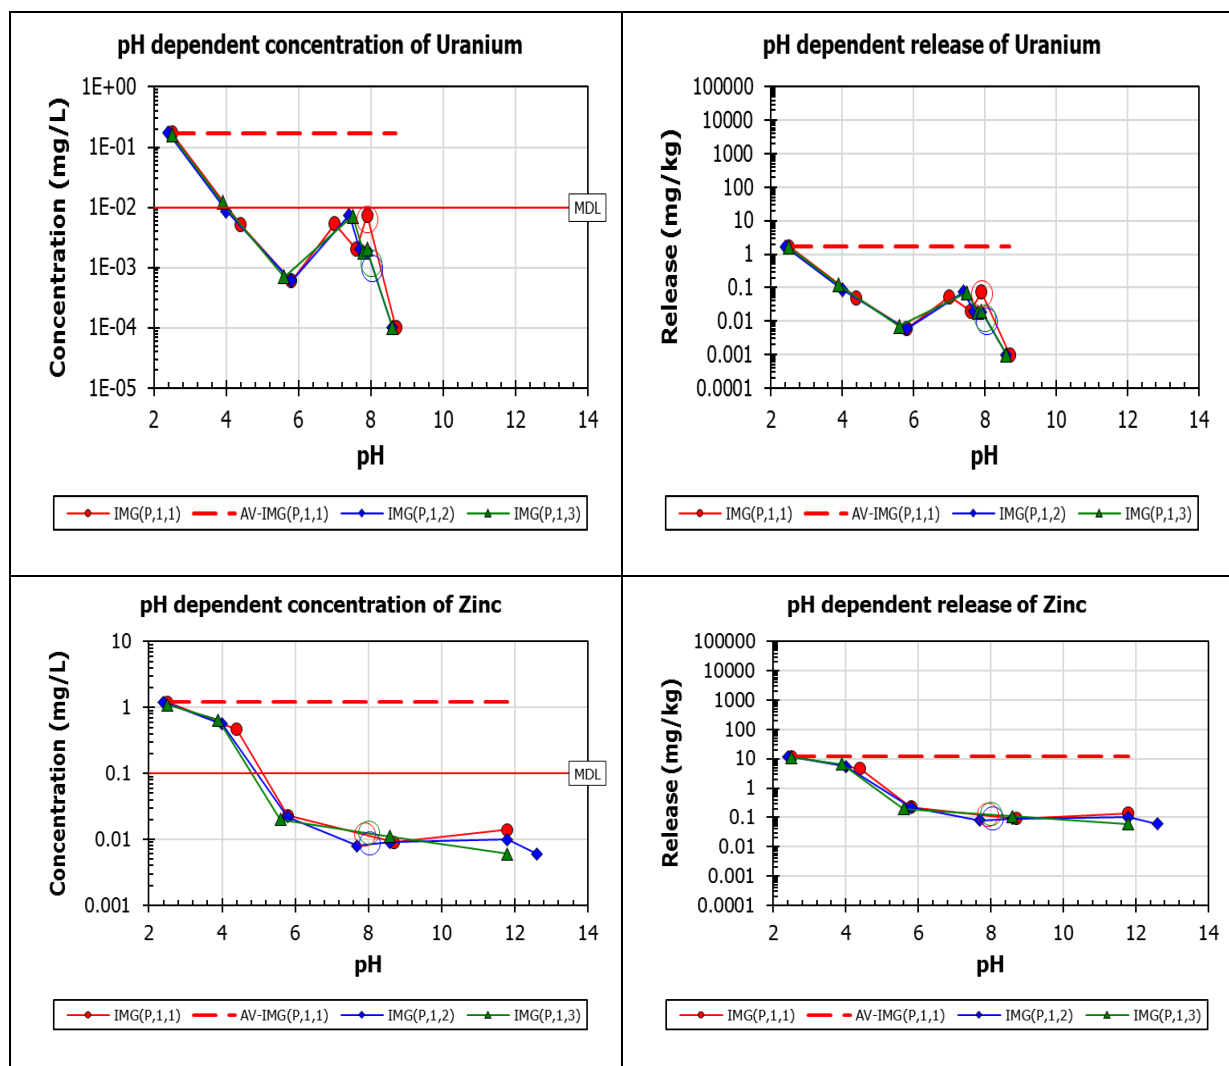 pH dependent concentration of Uranium
Concentration (mg/L)
1E+00
1E-01
1E-02
1E-03
1E-04
1E-05
MDL
2 4 6 8 10 12 14
pH
IMG(P,1,1) AV-IMG(P,1,1) IMG(P,1,2) IMG(P,1,3)
pH dependent release of Uranium
Release (mg/kg)
100000
10000
1000
100
10
1
0.1
0.01
0.001
0.0001
2 4 6 8 10 12 14
pH
IMG(P,1,1) AV-IMG(P,1,1) IMG(P,1,2) IMG(P,1,3)
pH dependent concentration of Zinc
Concentration (mg/L)
10
1
0.1
0.01
0.001
MDL
2 4 6 8 10 12 14
pH
IMG(P,1,1) AV-IMG(P,1,1) IMG(P,1,2) IMG(P,1,3)
pH dependent release of Zinc
Release (mg/kg)
100000
10000
1000
100
10
1
0.1
0.01
0.001
0.0001
2 4 6 8 10 12 14
pH
IMG(P,1,1) AV-IMG(P,1,1) IMG(P,1,2) IMG(P,1,3)